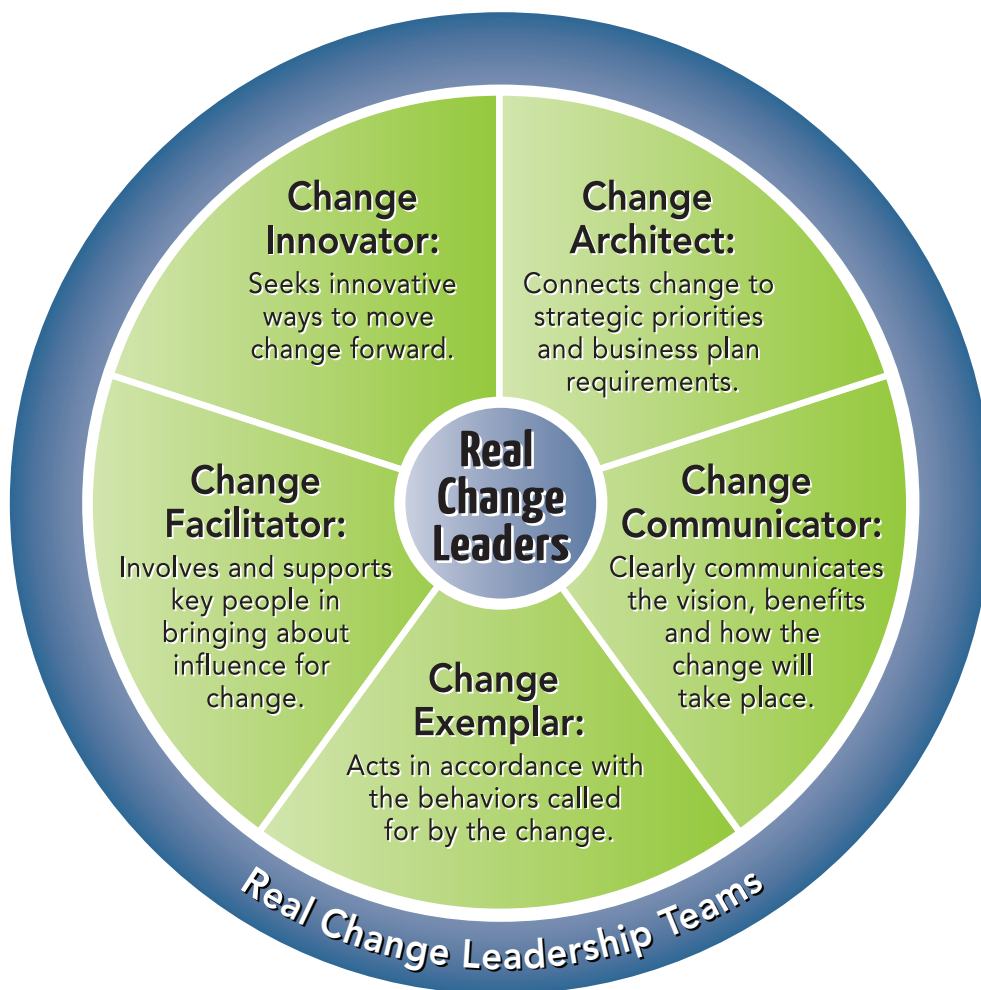 Change
Innovator:
Seeks innovative
ways to move
change forward.
Change
Architect:
Connects change to
strategic priorities
and business plan
requirements.
Change
Facilitator:
Involves and supports
key people in
bringing about
influence for
change.
Real
Change
Leaders
Change
Communicator:
Clearly communicates
the vision, benefits
and how the
change will
take place.
Change
Exemplar:
Acts in accordance with
the behaviors called
for by the change.
Real Change Leadership Teams